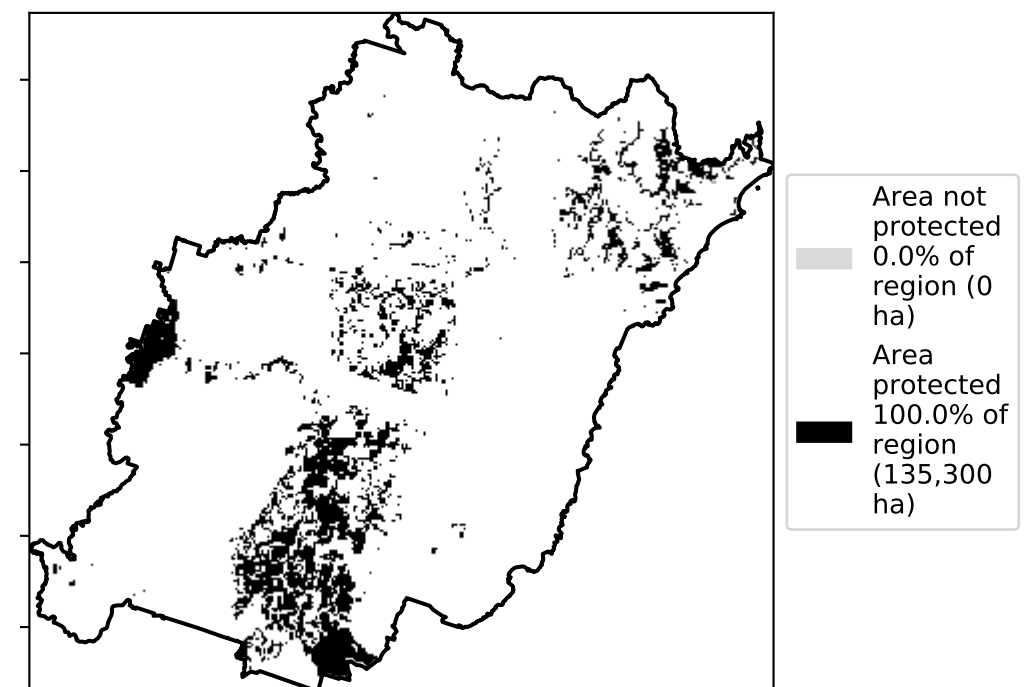 Area not
protected
0.0% of
region (0
ha)
Area
protected
100.0% of
region
(135,300
ha)